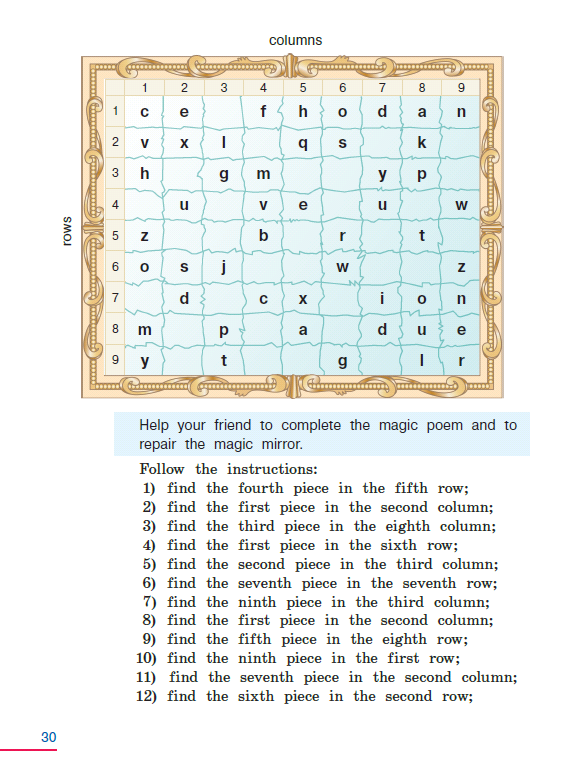 columns
1 2 3 4 5 6 7 8 9
rows
1 c e f h o d a n
2 v x l q s k
3 h g m y p
4 u v e u w
5 z b r t
6 o s j w z
7 d c x i o n
8 m p a d u e
9 y t g l r
Help your friend to complete the magic poem and to
repair the magic mirror.
Follow the instructions:
1) find the fourth piece in the fifth row;
2) find the first piece in the second column;
3) find the third piece in the eighth column;
4) find the first piece in the sixth row;
5) find the second piece in the third column;
6) find the seventh piece in the seventh row;
7) find the ninth piece in the third column;
8) find the first piece in the second column;
9) find the fifth piece in the eighth row;
10) find the ninth piece in the first row;
11) find the seventh piece in the second column;
12) find the sixth piece in the second row;
30